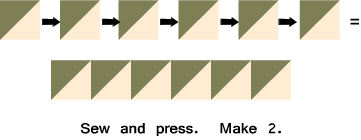 =
Sew and press. Make 2.